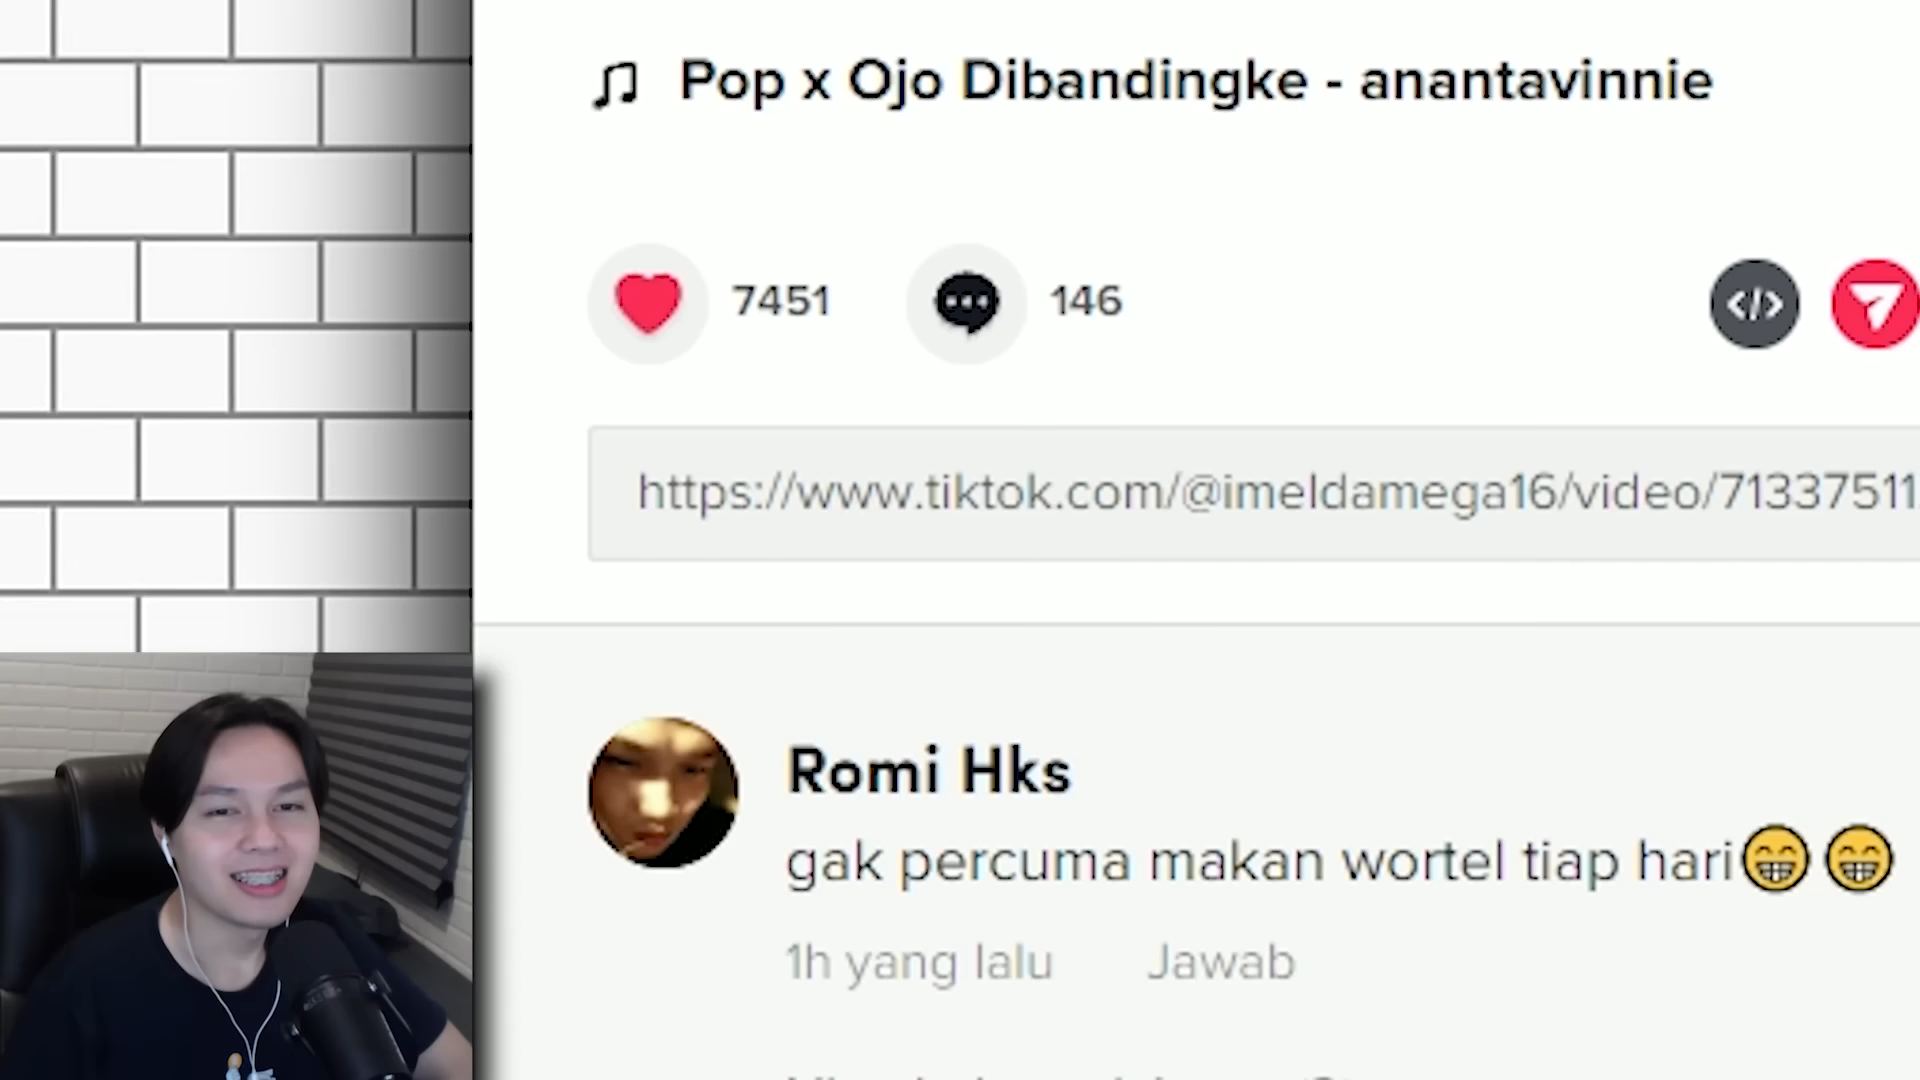 Pop x Ojo Dibandingke - anantavinnie
7451
146
https://www.tiktok.com/@imeldamega16/video/71337511
Romi Hks
gak percuma makan wortel tiap hari😁😁
1h yang lalu
Jawab